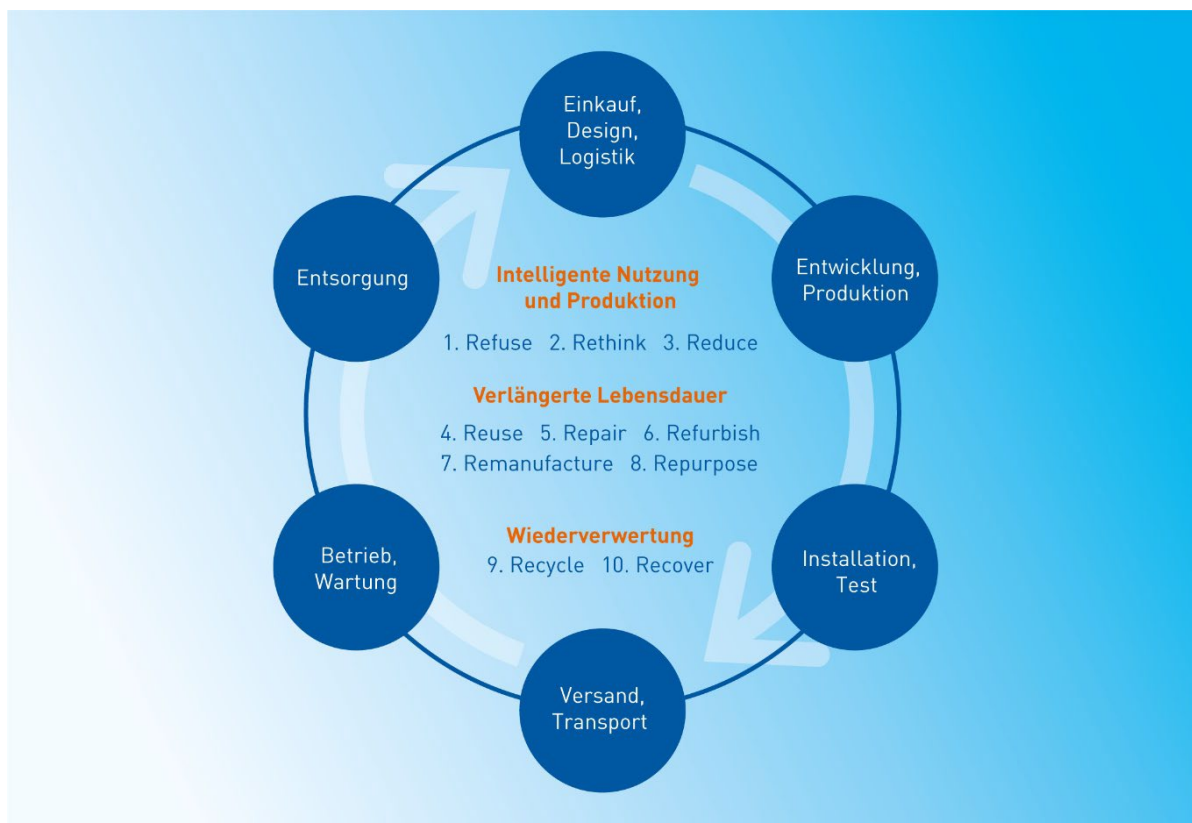 Einkauf,
Design,
Logistik
Entsorgung
Entwicklung,
Produktion
Intelligente Nutzung
und Produktion
1. Refuse 2. Rethink 3. Reduce
Verlängerte Lebensdauer
4. Reuse 5. Repair 6. Refurbish
7. Remanufacture 8. Repurpose
Wiederverwertung
9. Recycle 10. Recover
Betrieb,
Wartung
Installation,
Test
Versand,
Transport